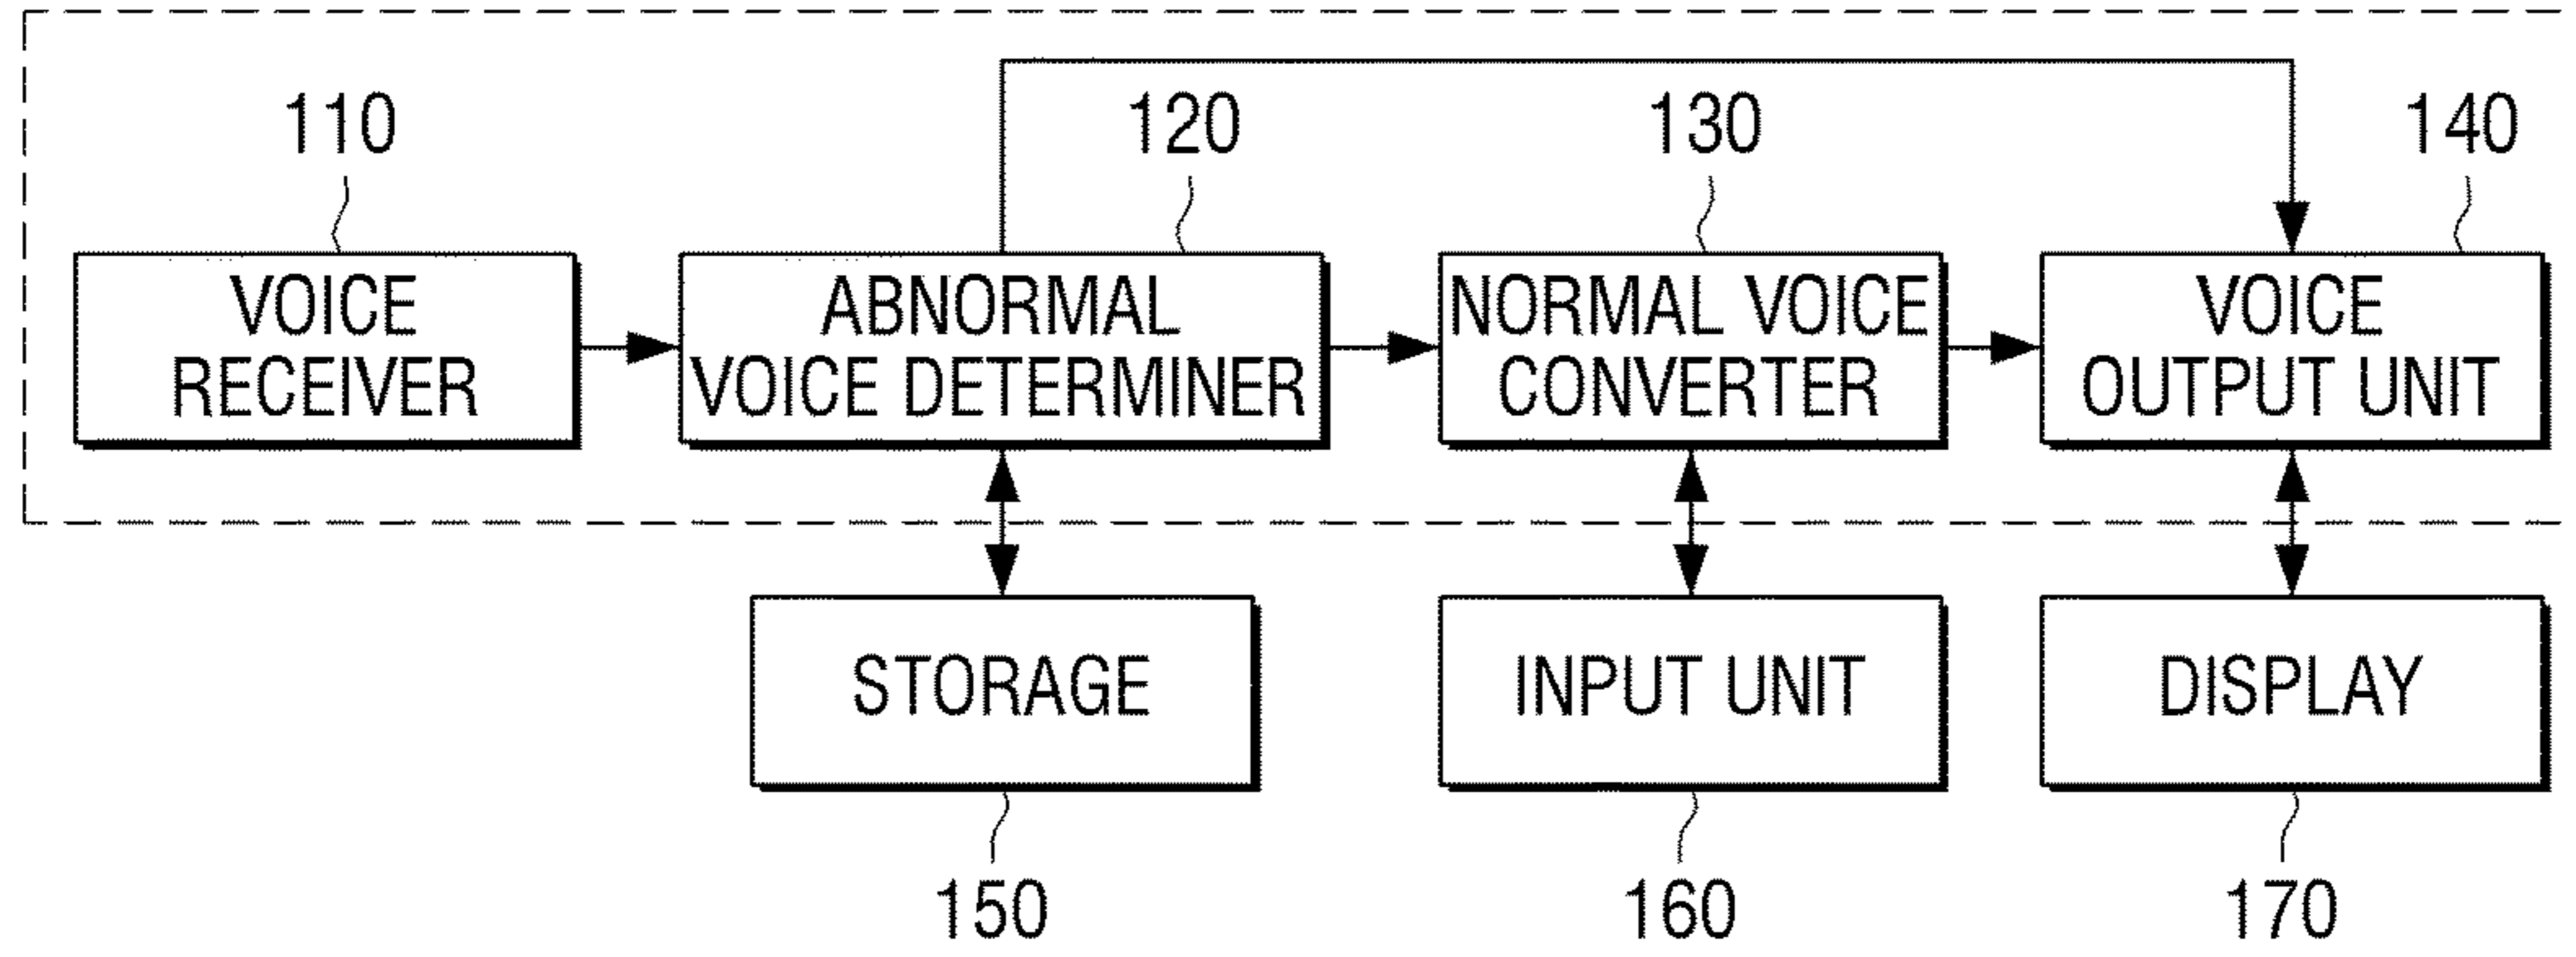 110
120
130
140
VOICE
RECEIVER
ABNORMAL
VOICE DETERMINER
NORMAL VOICE
CONVERTER
VOICE
OUTPUT UNIT
STORAGE
INPUT UNIT
DISPLAY
150
160
170